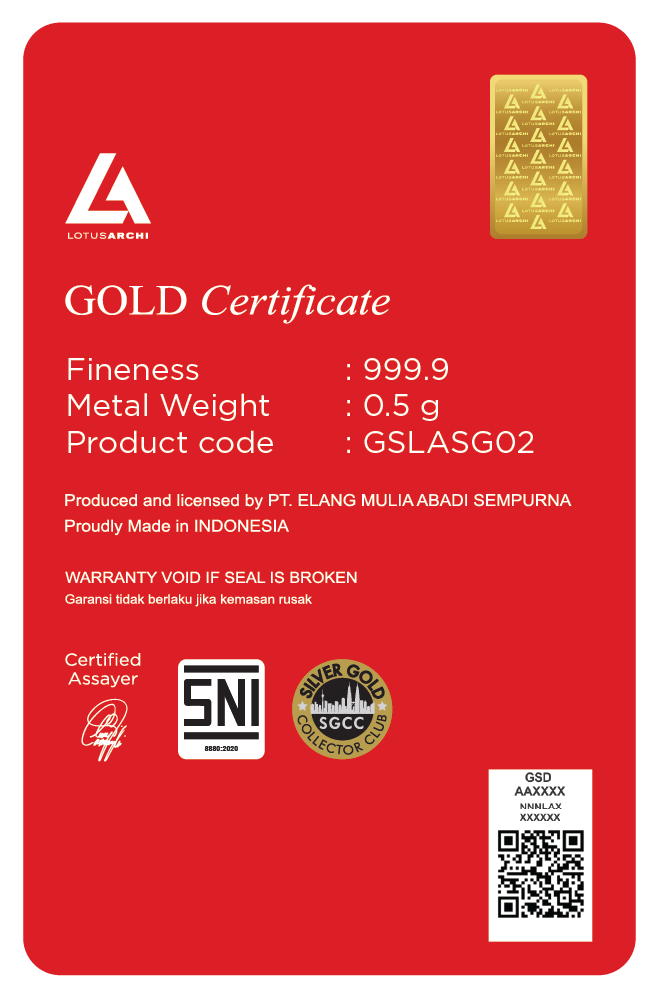 LOTUSARCHI
GOLD Certificate
Fineness : 999.9
Metal Weight : 0.5 g
Product code : GSLASG02
Produced and licensed by PT. ELANG MULIA ABADI SEMPURNA
Proudly Made in INDONESIA
WARRANTY VOID IF SEAL IS BROKEN
Garansi tidak berlaku jika kemasan rusak
Certified
Assayer
SNI
8880:2020
SILVER GOLD
SGCC
COLLECTOR CLUB
GSD
AAXXXX
NNNLAX
XXXXXX